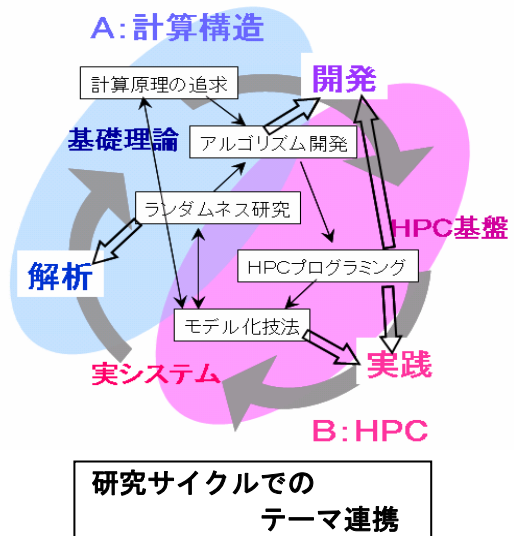 A:計算構造
計算原理の追求
開発
基礎理論
アルゴリズム開発
ランダムネス研究
HPC基盤
解析
HPCプログラミング
モデル化技法
実システム
実践
B:HPC
研究サイクルでの
テーマ連携